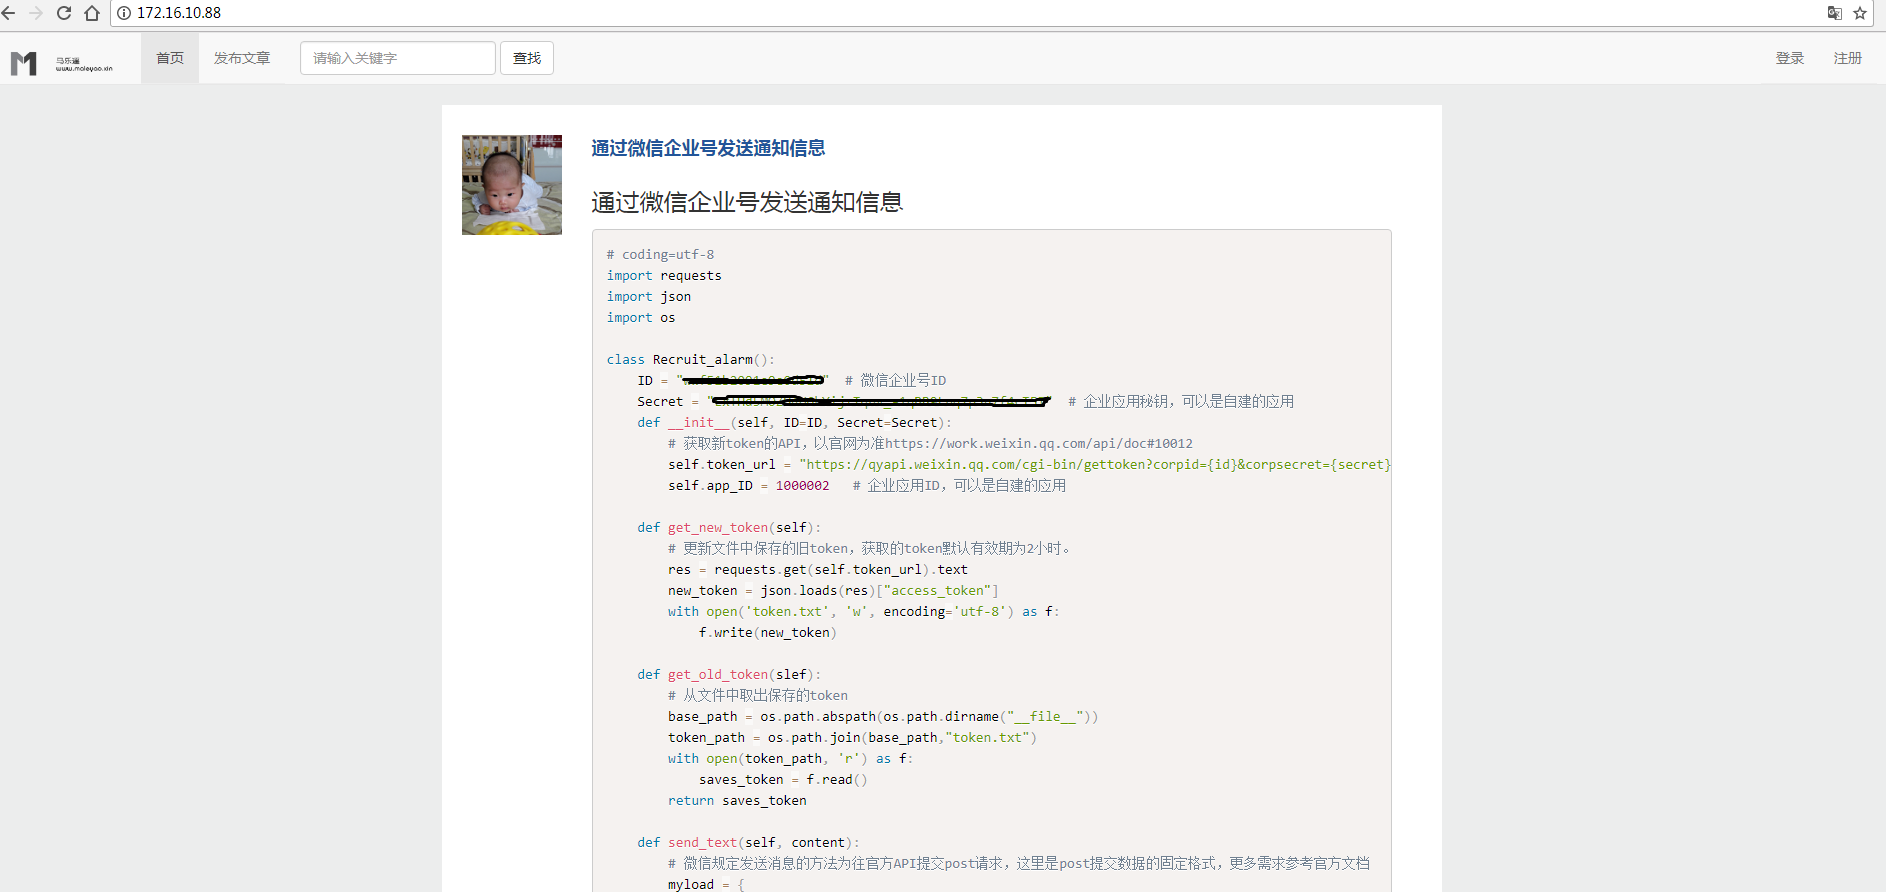 172.16.10.88
马乐遥
www.maleyao.xin
首页
发布文章
请输入关键字
查找
登录
注册
通过微信企业号发送通知信息
通过微信企业号发送通知信息
# coding=utf-8
import requests
import json
import os
class Recruit_alarm():
ID = " " # 微信企业号ID
Secret = " " # 企业应用秘钥，可以是自建的应用
def __init__(self, ID=ID, Secret=Secret):
# 获取新token的API，以官网为准https://work.weixin.qq.com/api/doc#10012
self.token_url = "https://qyapi.weixin.qq.com/cgi-bin/gettoken?corpid={id}&corpsecret={secret}
self.app_ID = 1000002 # 企业应用ID，可以是自建的应用
def get_new_token(self):
# 更新文件中保存的旧token，获取的token默认有效期为2小时。
res = requests.get(self.token_url).text
new_token = json.loads(res)["access_token"]
with open('token.txt', 'w', encoding='utf-8') as f:
f.write(new_token)
def get_old_token(slef):
# 从文件中取出保存的token
base_path = os.path.abspath(os.path.dirname("__file__"))
token_path = os.path.join(base_path,"token.txt")
with open(token_path, 'r') as f:
saves_token = f.read()
return saves_token
def send_text(self, content):
# 微信规定发送消息的方法为往官方API提交post请求，这里是post提交数据的固定格式，更多需求参考官方文档
myload = {